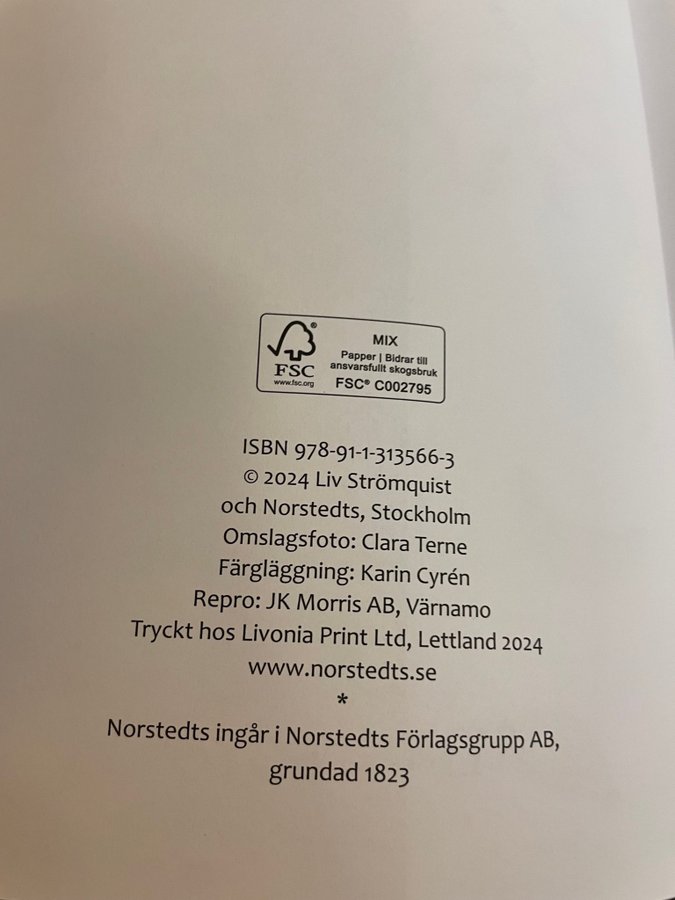 FSC®
www.fsc.org
MIX
Papper | Bidrar till
ansvarsfullt skogsbruk
FSC® C002795
ISBN 978-91-1-313566-3
© 2024 Liv Strömquist
och Norstedts, Stockholm
Omslagsfoto: Clara Terne
Färgläggning: Karin Cyrén
Repro: JK Morris AB, Värnamo
Tryckt hos Livonia Print Ltd, Lettland 2024
www.norstedts.se
*
Norstedts ingår i Norstedts Förlagsgrupp AB,
grundad 1823